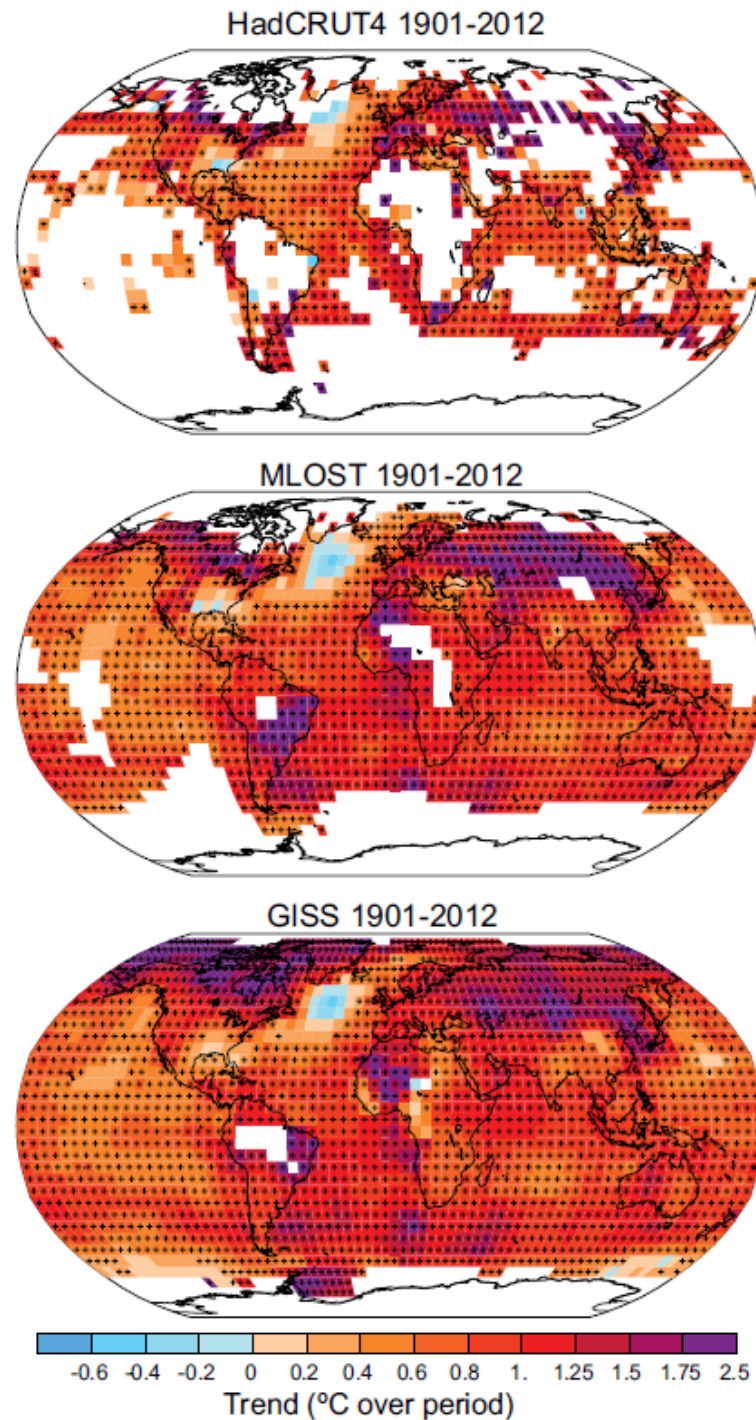 HadCRUT4 1901-2012
MLOST 1901-2012
GISS 1901-2012
-0.6 -0.4 -0.2 0 0.2 0.4 0.6 0.8 1. 1.25 1.5 1.75 2.5
Trend (ºC over period)